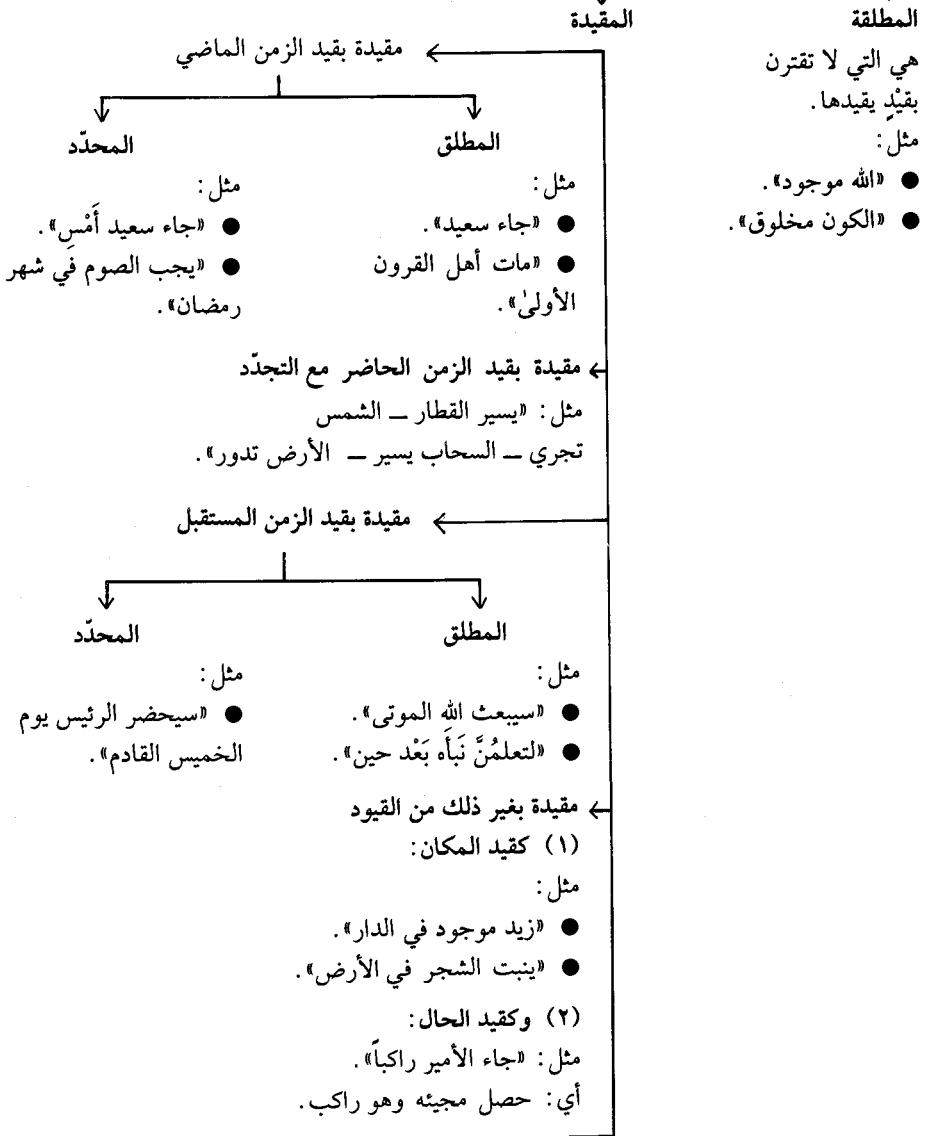 المطلقة
هي التي لا تقترن
بقيْدٍ يقيدها.
مثل:
● «الله موجود».
● «الكون مخلوق».
المقيدة
مقيدة بقيد الزمن الماضي
المطلق
مثل:
● «جاء سعيد».
● «مات أهل القرون
الأولىٰ».
المحدّد
مثل:
● «جاء سعيد أَمْسِ».
● «يجب الصوم في شهر
رمضان».
مقيدة بقيد الزمن الحاضر مع التجدّد
مثل: «يسير القطار ــ الشمس
تجري ــ السحاب يسير ــ الأرض تدور».
مقيدة بقيد الزمن المستقبل
المطلق
مثل:
● «سيبعث الله الموتى».
● «لتعلمُنَّ نَبأَه بَعْد حين».
المحدّد
مثل:
● «سيحضر الرئيس يوم
الخميس القادم».
مقيدة بغير ذلك من القيود
(١) كقيد المكان:
مثل:
● «زيد موجود في الدار».
● «ينبت الشجر في الأرض».
(٢) وكقيد الحال:
مثل: «جاء الأمير راكباً».
أي: حصل مجيئه وهو راكب.